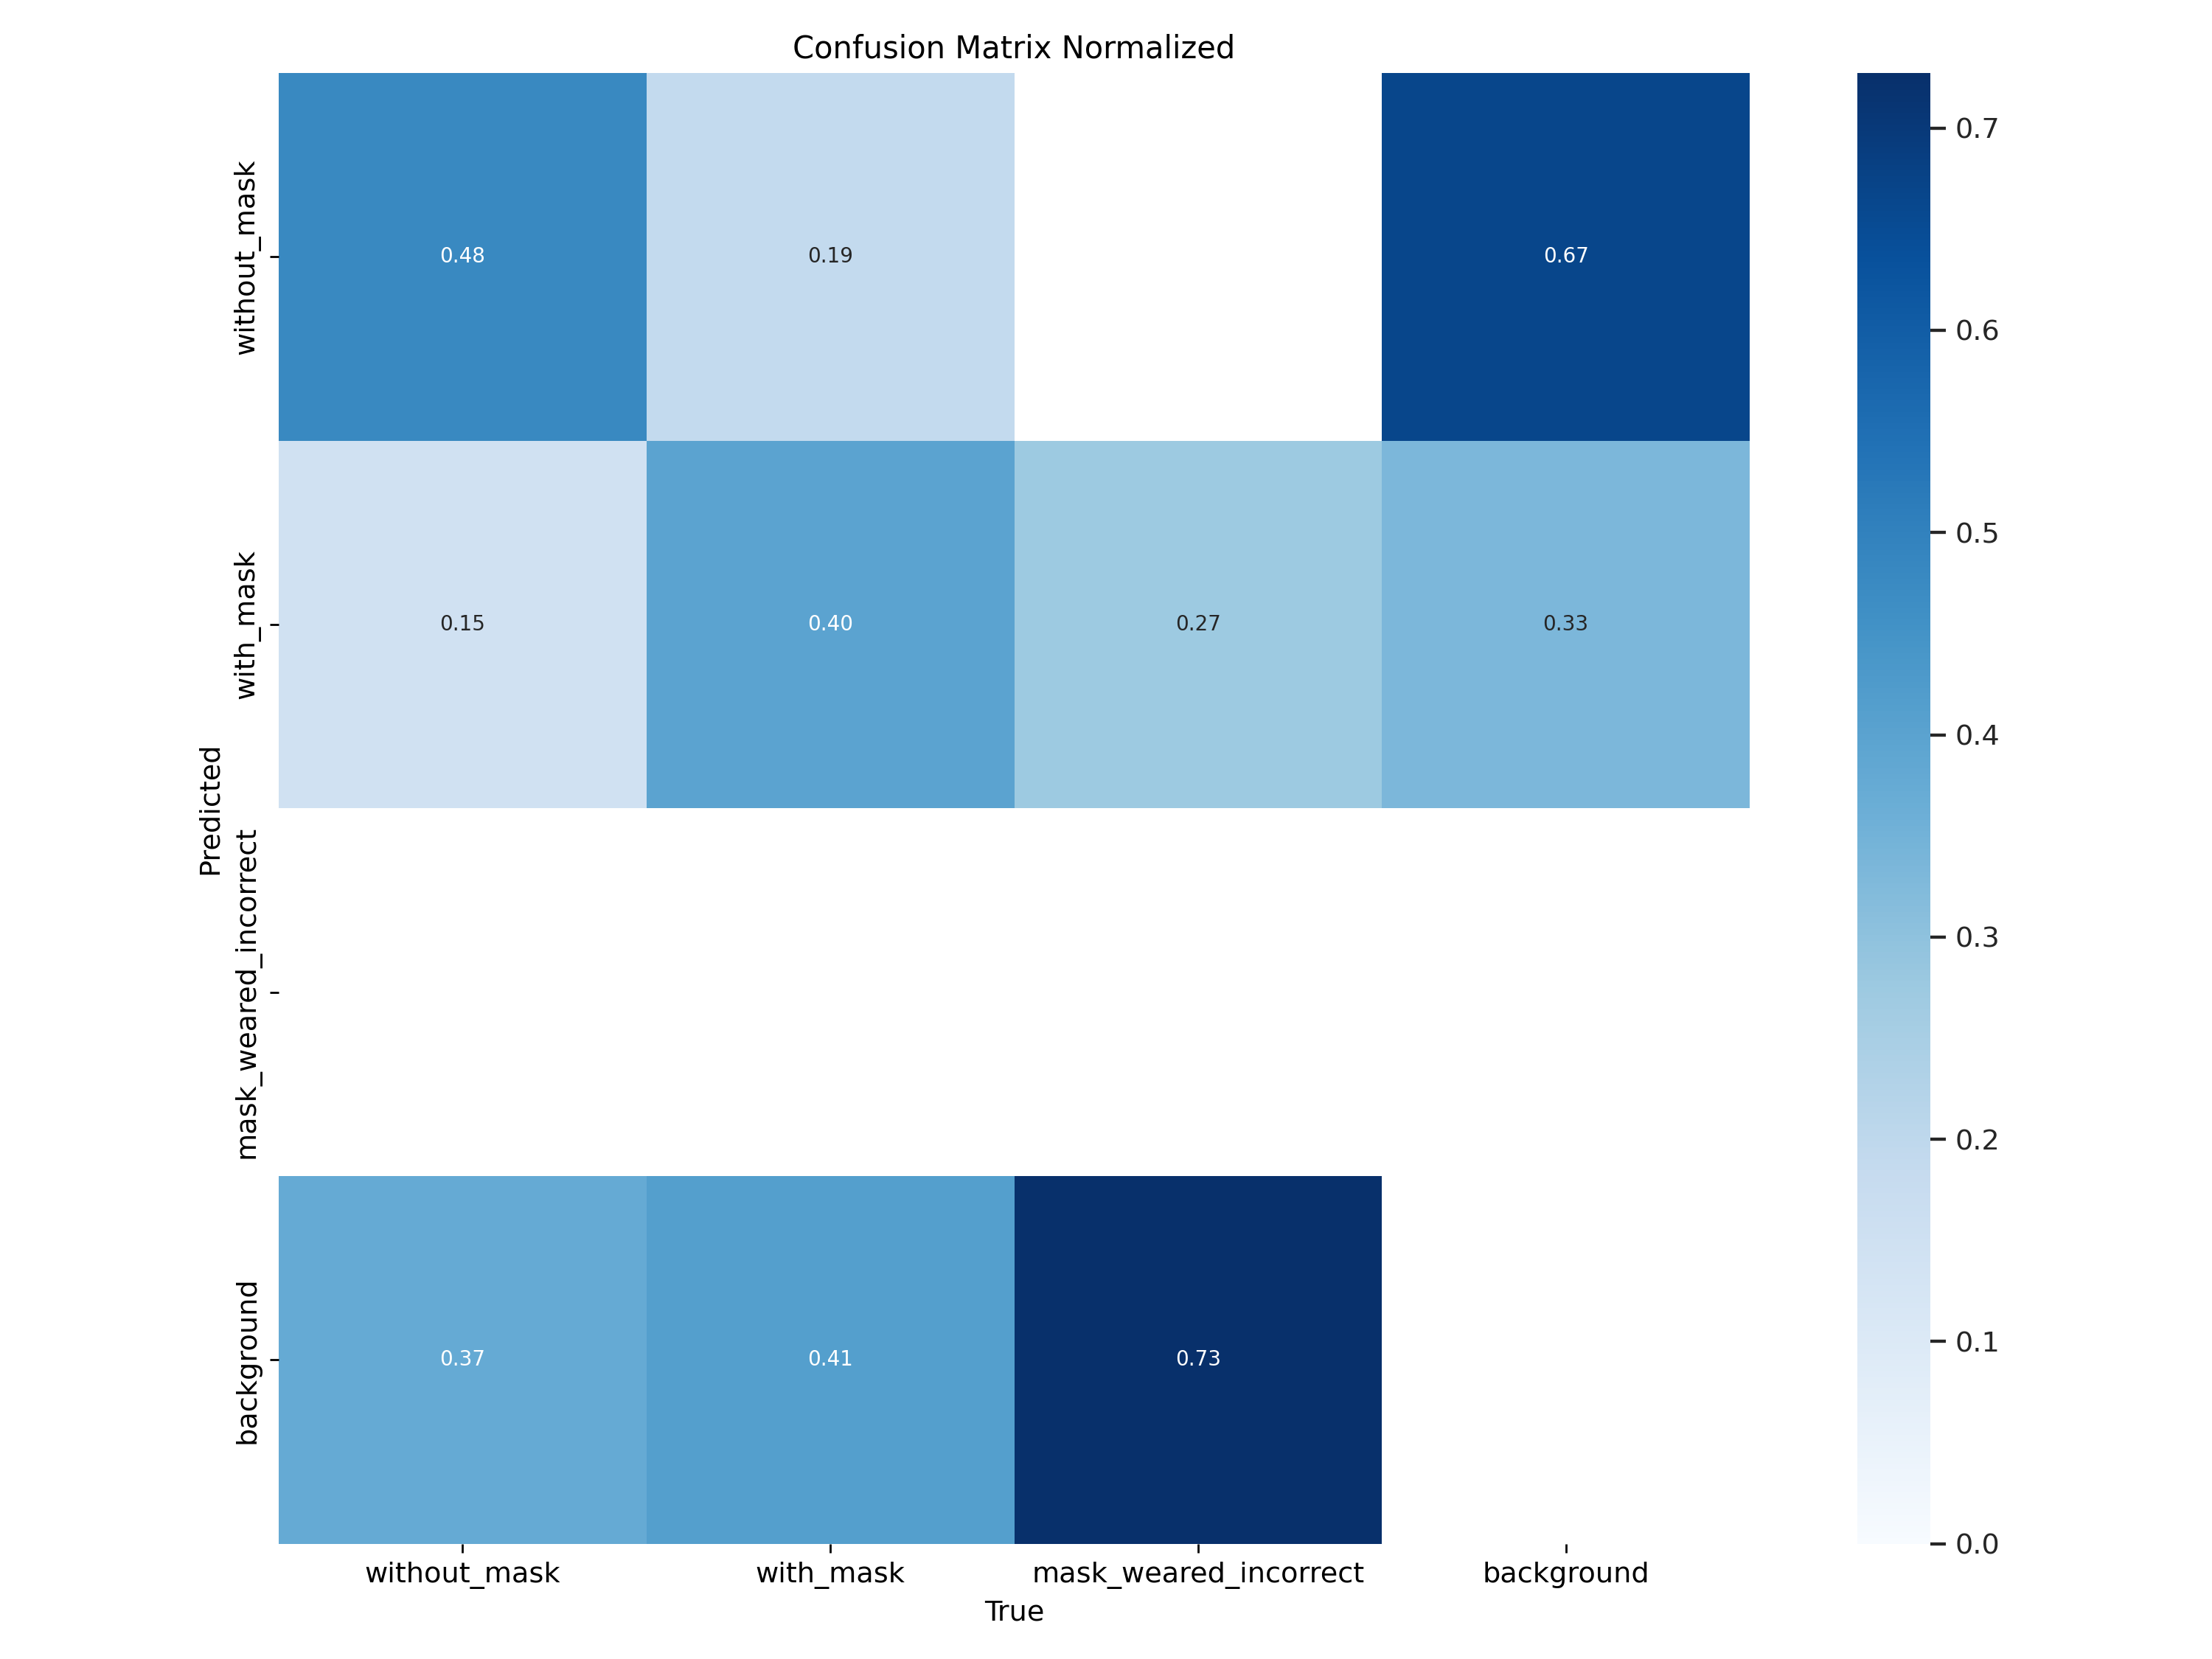 Confusion Matrix Normalized
without_mask
0.48
0.19
0.67
with_mask
0.15
0.40
0.27
0.33
mask_weared_incorrect
background
0.37
0.41
0.73
Predicted
without_mask
with_mask
mask_weared_incorrect
background
True
0.7
0.6
0.5
0.4
0.3
0.2
0.1
0.0